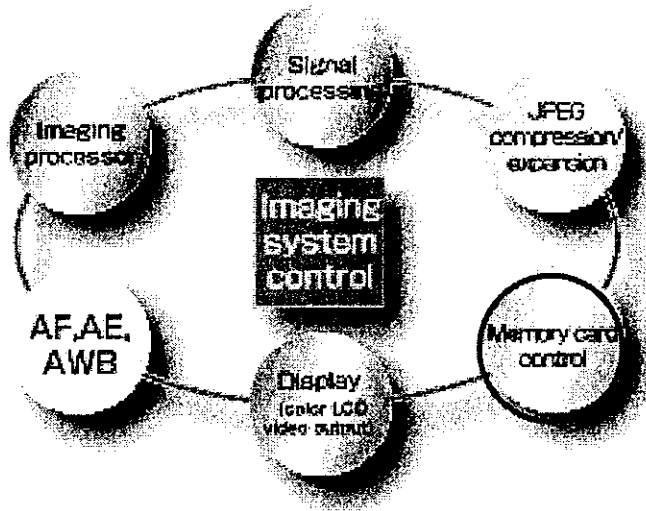 Signal
processing
Imaging
processor
JPEG
compression/
expansion
Imaging
system
control
AF,AE,
AWB
Memory card
control
Display
(color LCD
video output)